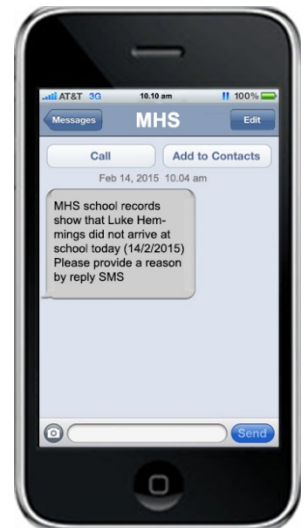 AT&T 3G 10.10 am 100%
Messages MHS Edit
Call Add to Contacts
Feb 14, 2015 10.04 am
MHS school records
show that Luke Hem-
mings did not arrive at
school today (14/2/2015)
Please provide a reason
by reply SMS
Send